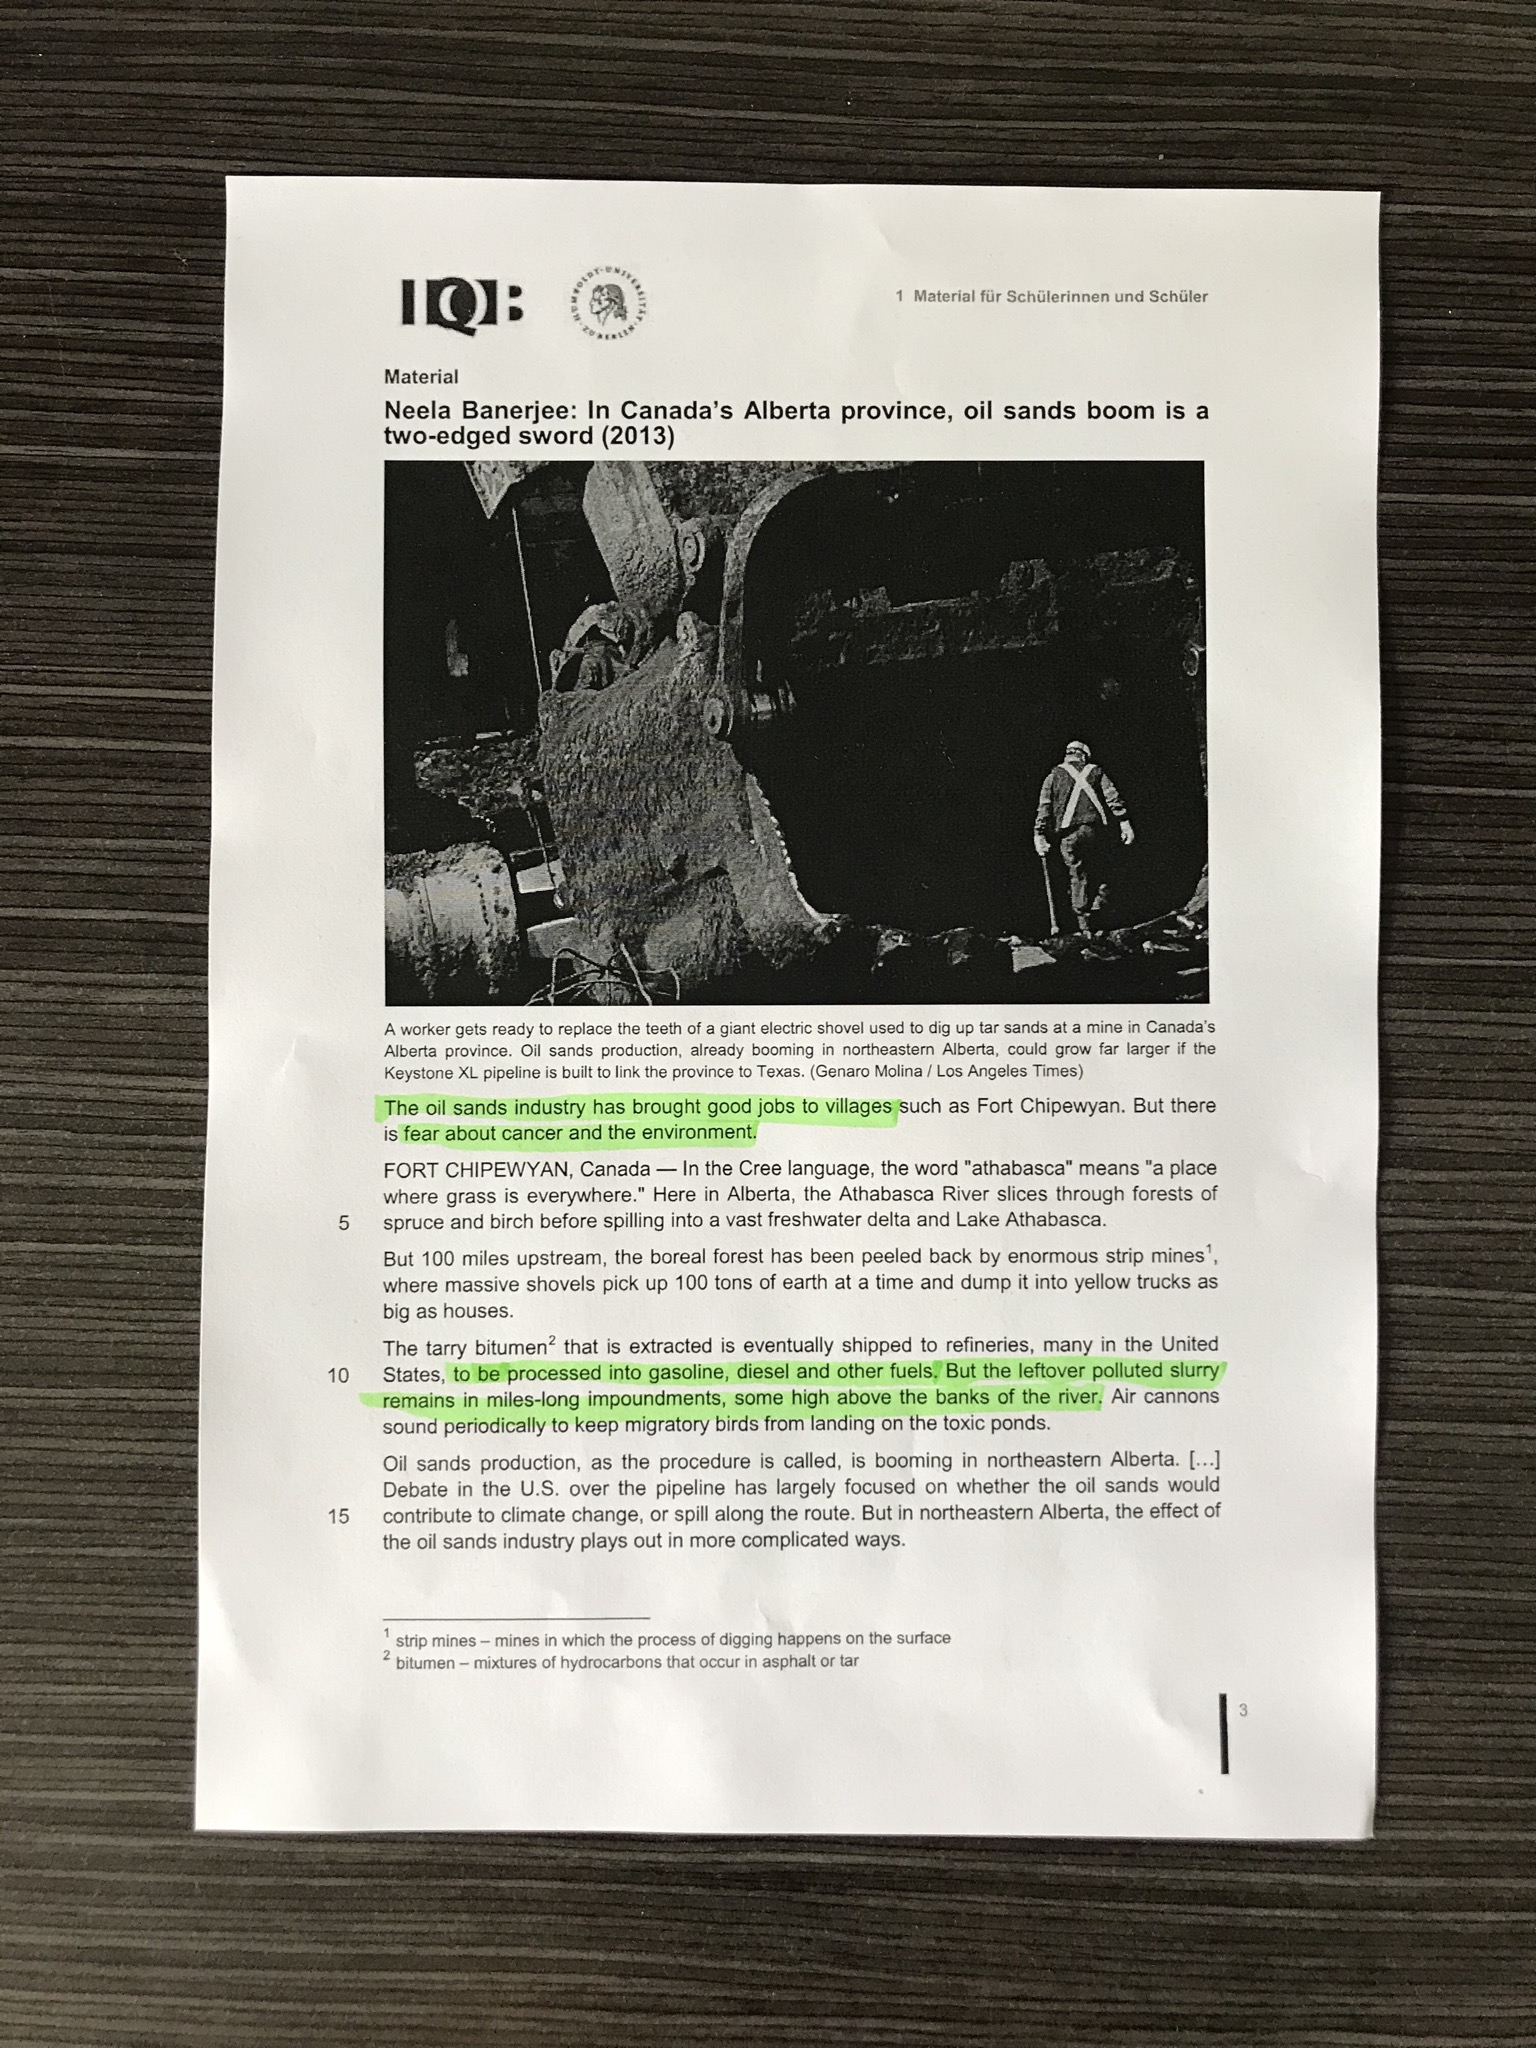 IQB
HUMBOLDT-UNIVERSITÄT ZU BERLIN
1 Material für Schülerinnen und Schüler
Material
Neela Banerjee: In Canada's Alberta province, oil sands boom is a
two-edged sword (2013)
A worker gets ready to replace the teeth of a giant electric shovel used to dig up tar sands at a mine in Canada's
Alberta province. Oil sands production, already booming in northeastern Alberta, could grow far larger if the
Keystone XL pipeline is built to link the province to Texas. (Genaro Molina / Los Angeles Times)
The oil sands industry has brought good jobs to villages such as Fort Chipewyan. But there
is fear about cancer and the environment.
FORT CHIPEWYAN, Canada — In the Cree language, the word "athabasca" means "a place
where grass is everywhere." Here in Alberta, the Athabasca River slices through forests of
5 spruce and birch before spilling into a vast freshwater delta and Lake Athabasca.
But 100 miles upstream, the boreal forest has been peeled back by enormous strip mines¹,
where massive shovels pick up 100 tons of earth at a time and dump it into yellow trucks as
big as houses.
The tarry bitumen² that is extracted is eventually shipped to refineries, many in the United
10 States, to be processed into gasoline, diesel and other fuels. But the leftover polluted slurry
remains in miles-long impoundments, some high above the banks of the river. Air cannons
sound periodically to keep migratory birds from landing on the toxic ponds.
Oil sands production, as the procedure is called, is booming in northeastern Alberta. [...]
Debate in the U.S. over the pipeline has largely focused on whether the oil sands would
15 contribute to climate change, or spill along the route. But in northeastern Alberta, the effect of
the oil sands industry plays out in more complicated ways.
¹ strip mines – mines in which the process of digging happens on the surface
² bitumen – mixtures of hydrocarbons that occur in asphalt or tar
3